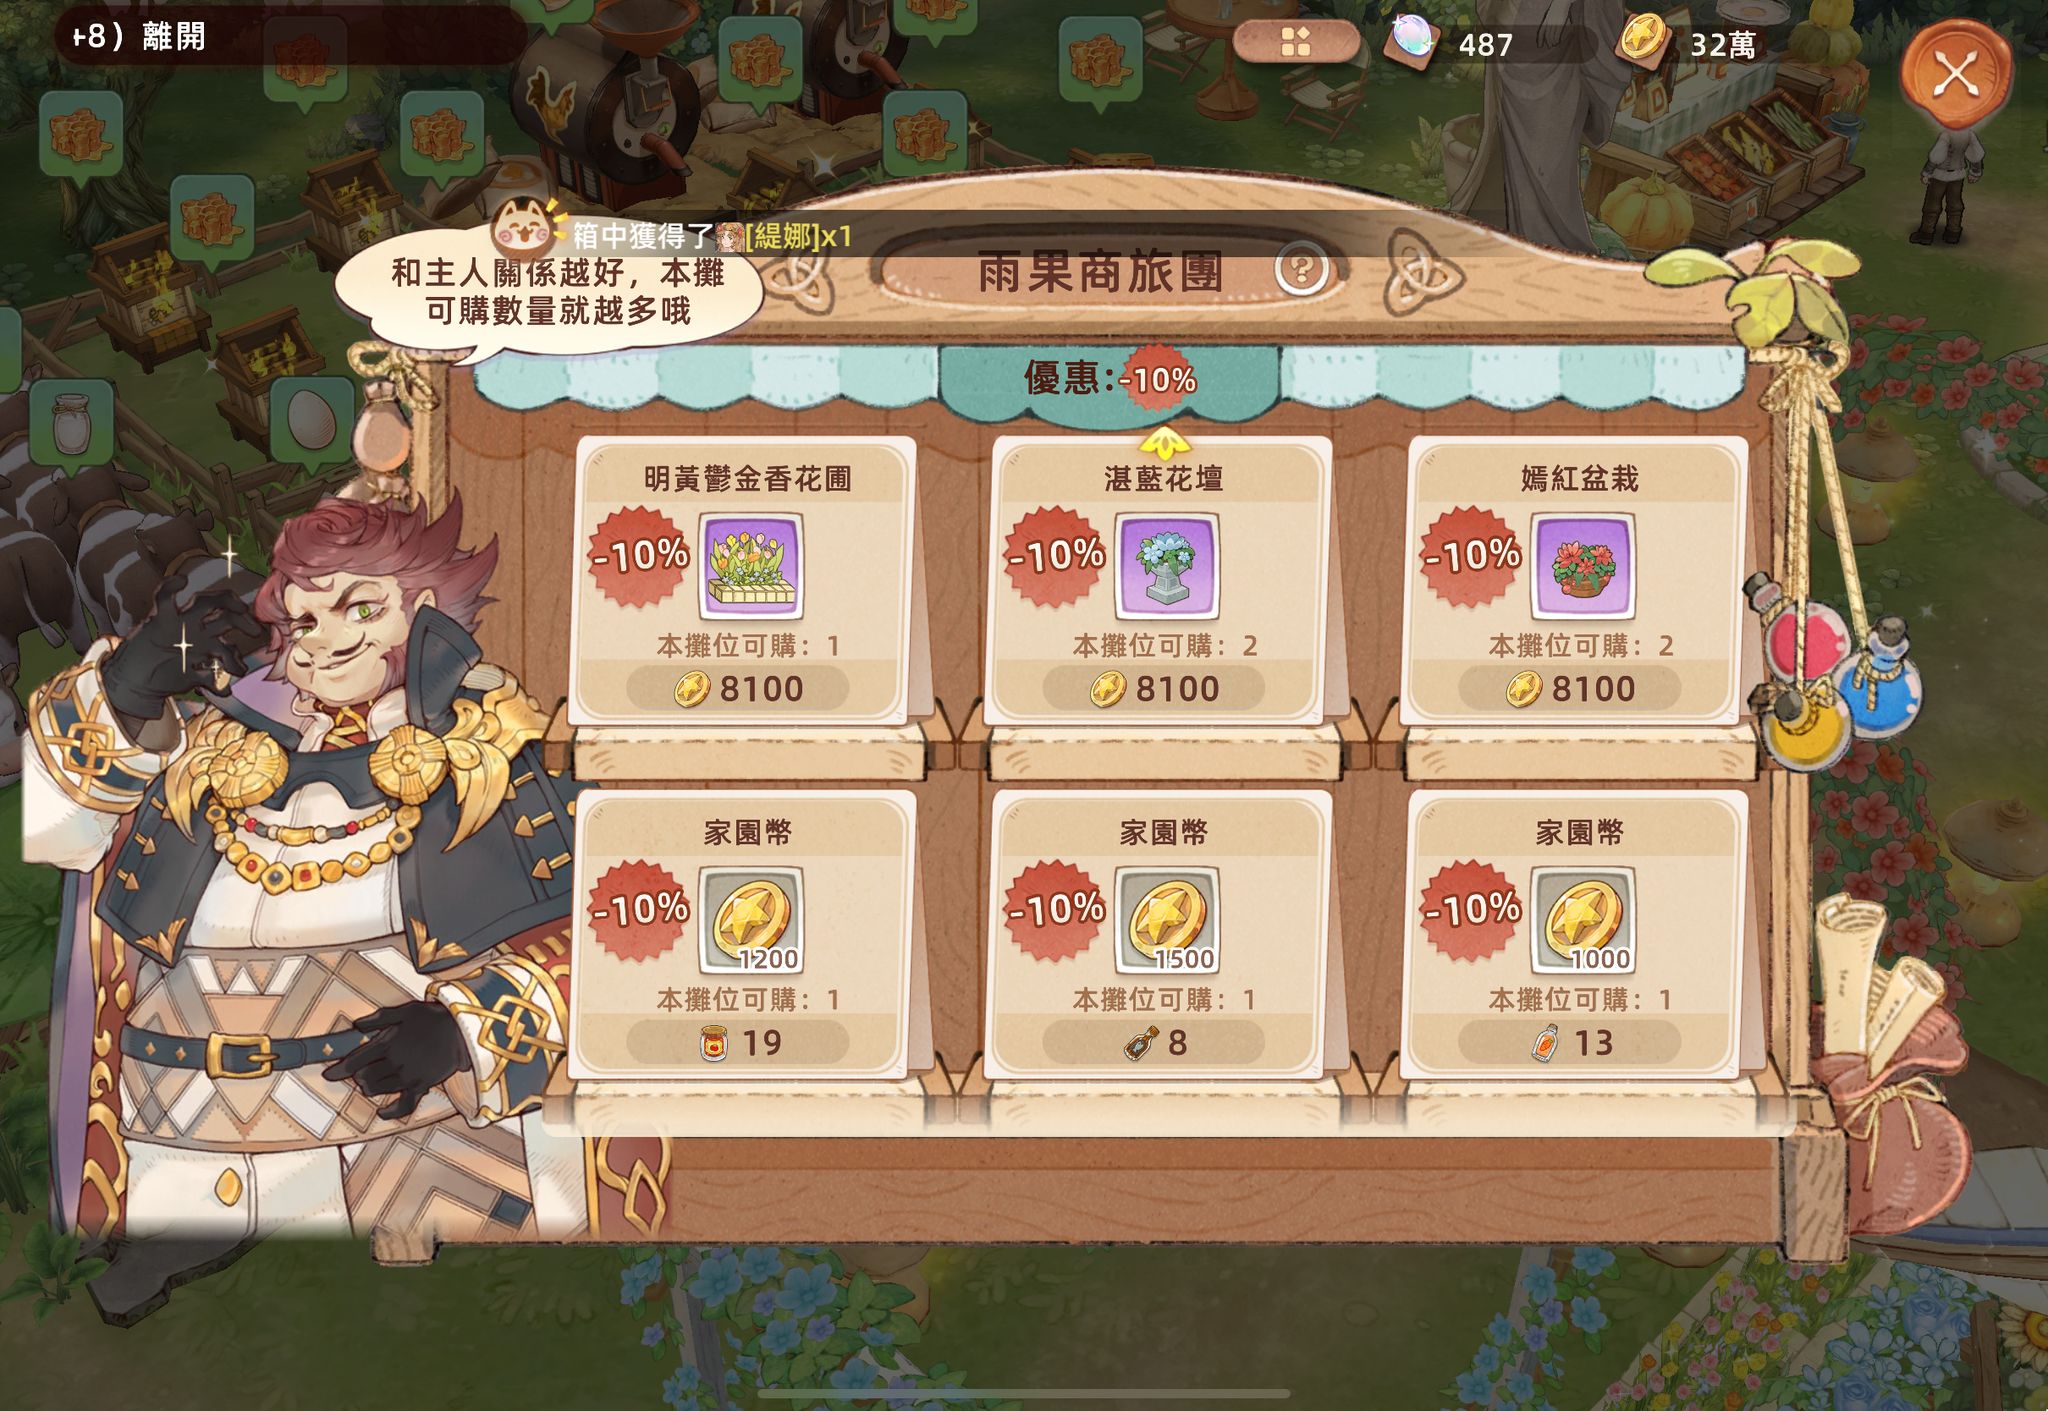 +8）離開
487
32萬
箱中獲得了[緹娜]x1
和主人關係越好，本攤
可購數量就越多哦
雨果商旅團
?
優惠:-10%
明黃鬱金香花圃
-10%
本攤位可購：1
8100
湛藍花壇
-10%
本攤位可購：2
8100
嫣紅盆栽
-10%
本攤位可購：2
8100
家園幣
-10%
1200
本攤位可購：1
19
家園幣
-10%
1500
本攤位可購：1
8
家園幣
-10%
1000
本攤位可購：1
13